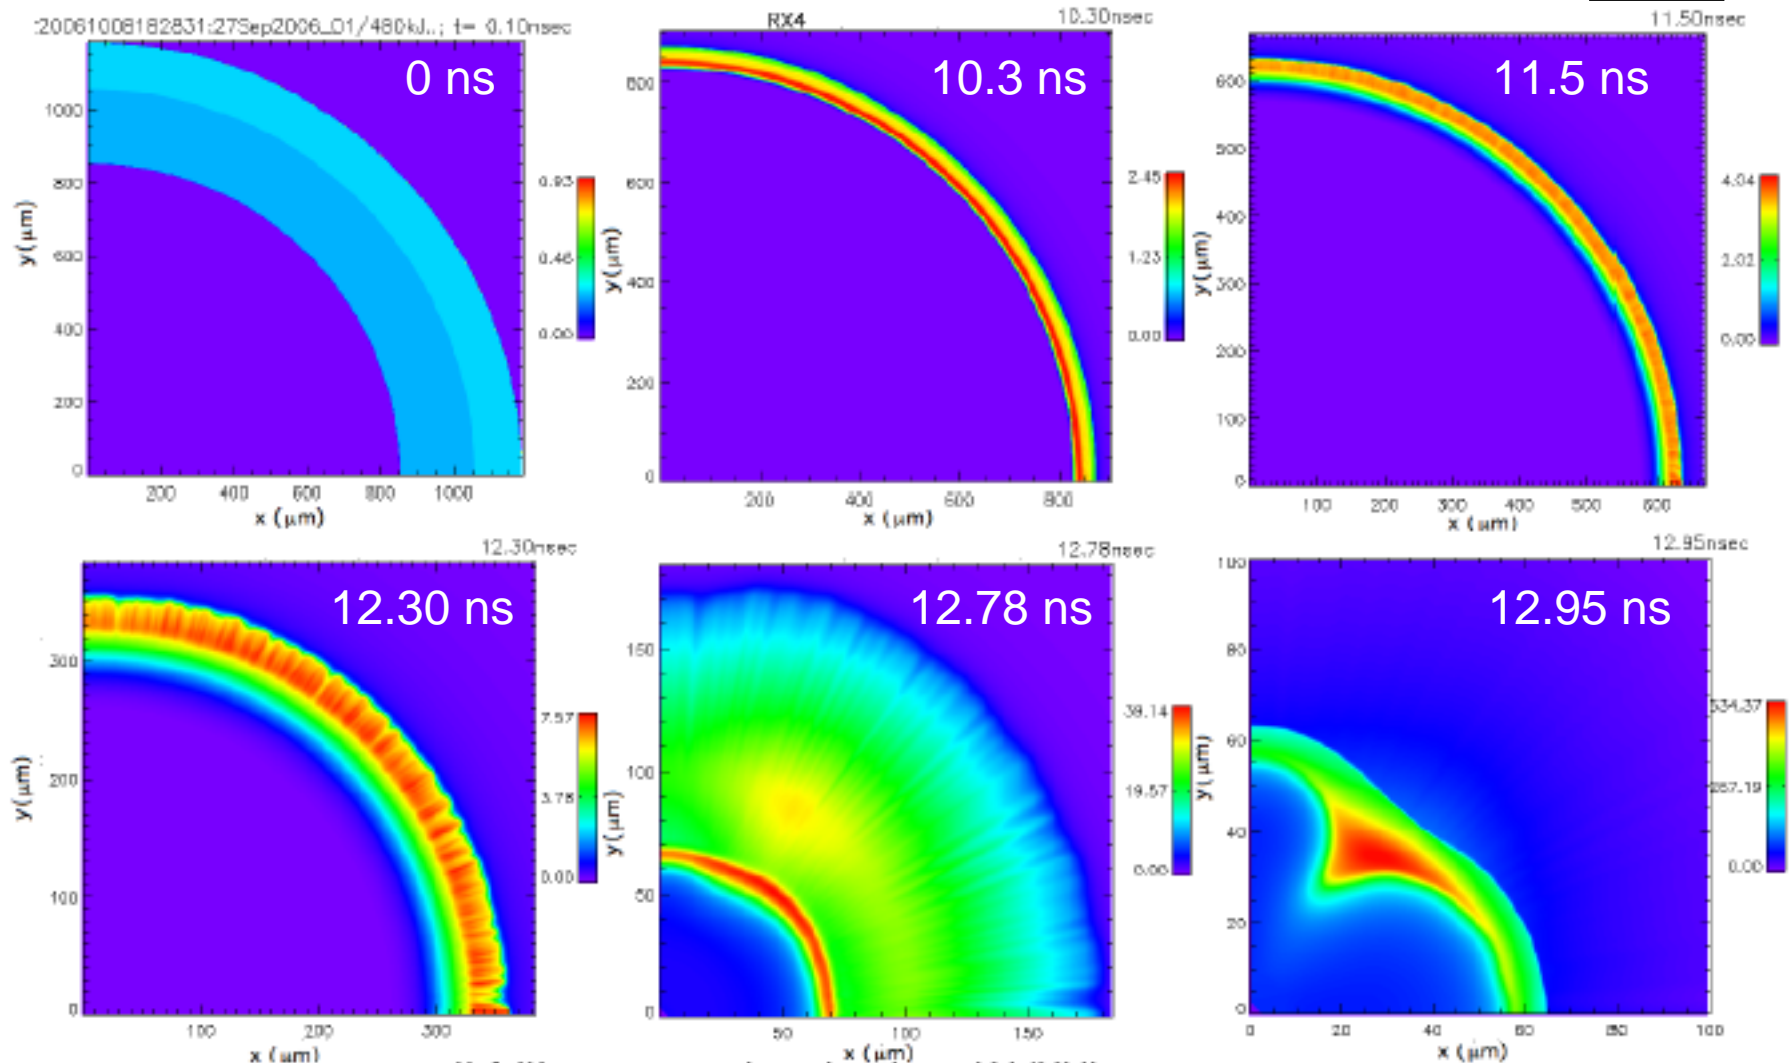 :20061008182831:27Sep2006_01/480kJ..; t= 0.10nsec
0 ns
y(μm)
1000
800
600
400
200
0
200 400 600 800 1000
x (μm)
0.93
0.46
0.00
RX4
10.30nsec
10.3 ns
y(μm)
800
600
400
200
0
200 400 600 800
x (μm)
2.45
1.23
0.00
11.50nsec
11.5 ns
y(μm)
600
500
400
300
200
100
0
100 200 300 400 500 600
x (μm)
4.04
2.02
0.00
12.30nsec
12.30 ns
y(μm)
300
200
100
0
100 200 300
x (μm)
7.57
3.78
0.00
12.78nsec
12.78 ns
y(μm)
150
100
50
0
50 100 150
x (μm)
39.14
19.57
0.00
12.95nsec
12.95 ns
y(μm)
100
80
60
40
20
0
0 20 40 60 80 100
x (μm)
534.37
267.19
0.00